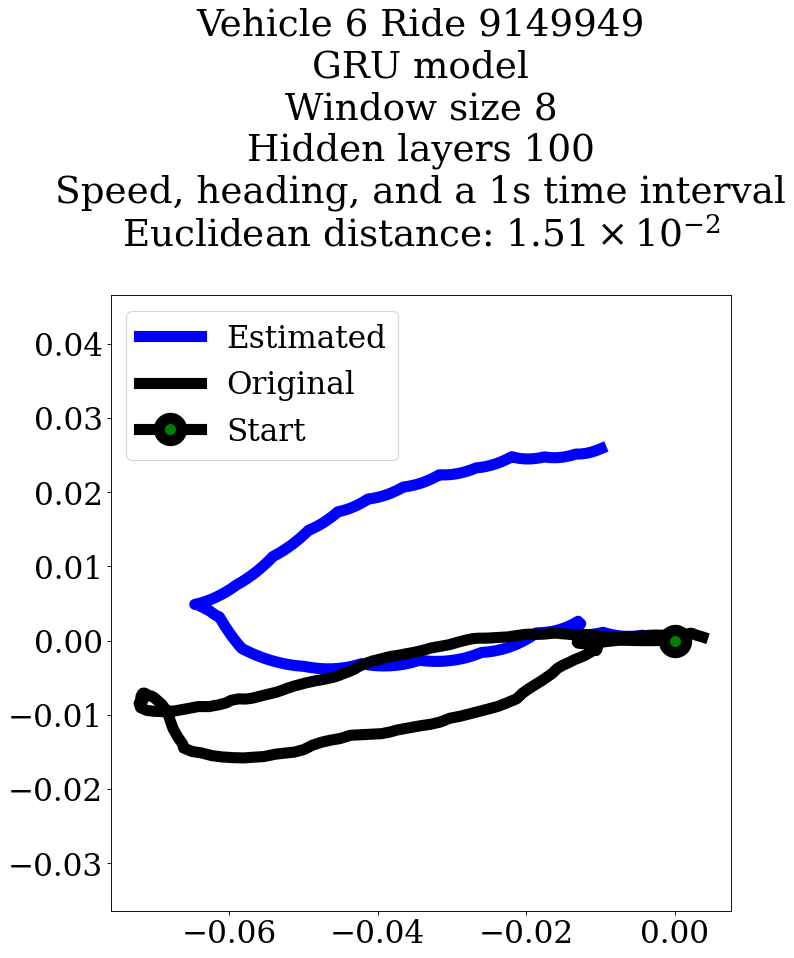 Vehicle 6 Ride 9149949
GRU model
Window size 8
Hidden layers 100
Speed, heading, and a 1s time interval
Euclidean distance: 1.51 × 10⁻²
Estimated
Original
Start
0.04
0.03
0.02
0.01
0.00
−0.01
−0.02
−0.03
−0.06 −0.04 −0.02 0.00